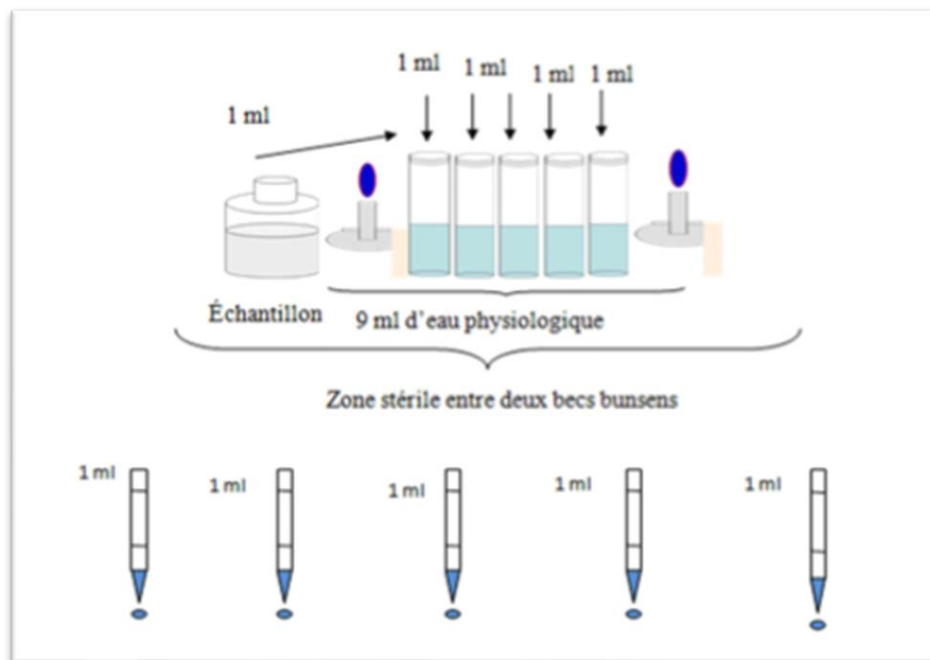 1 ml 1 ml 1 ml 1 ml
1 ml
Échantillon
9 ml d'eau physiologique
Zone stérile entre deux becs bunsens
1 ml 1 ml 1 ml 1 ml 1 ml